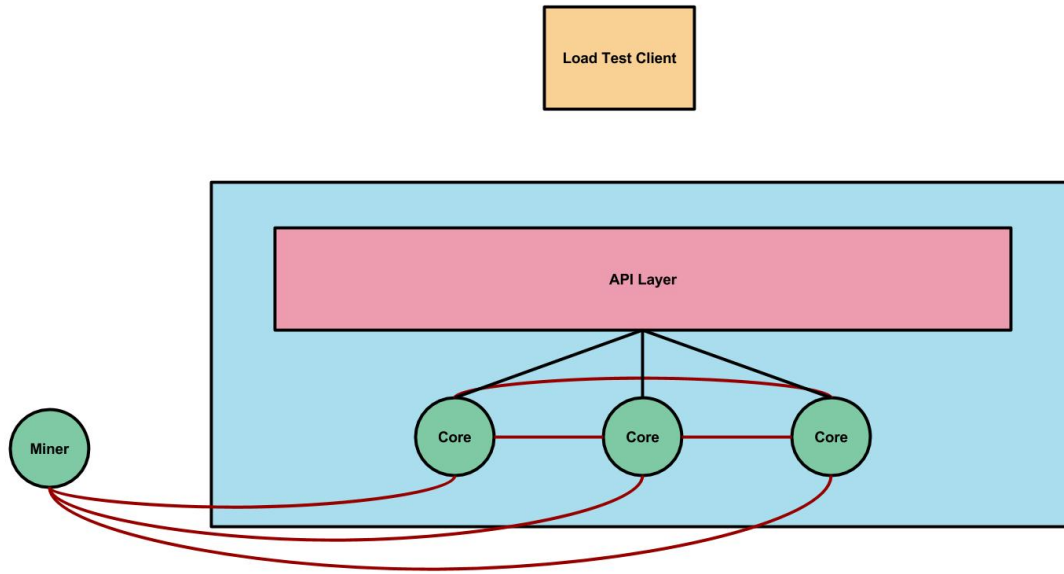 Load Test Client
API Layer
Core
Core
Core
Miner